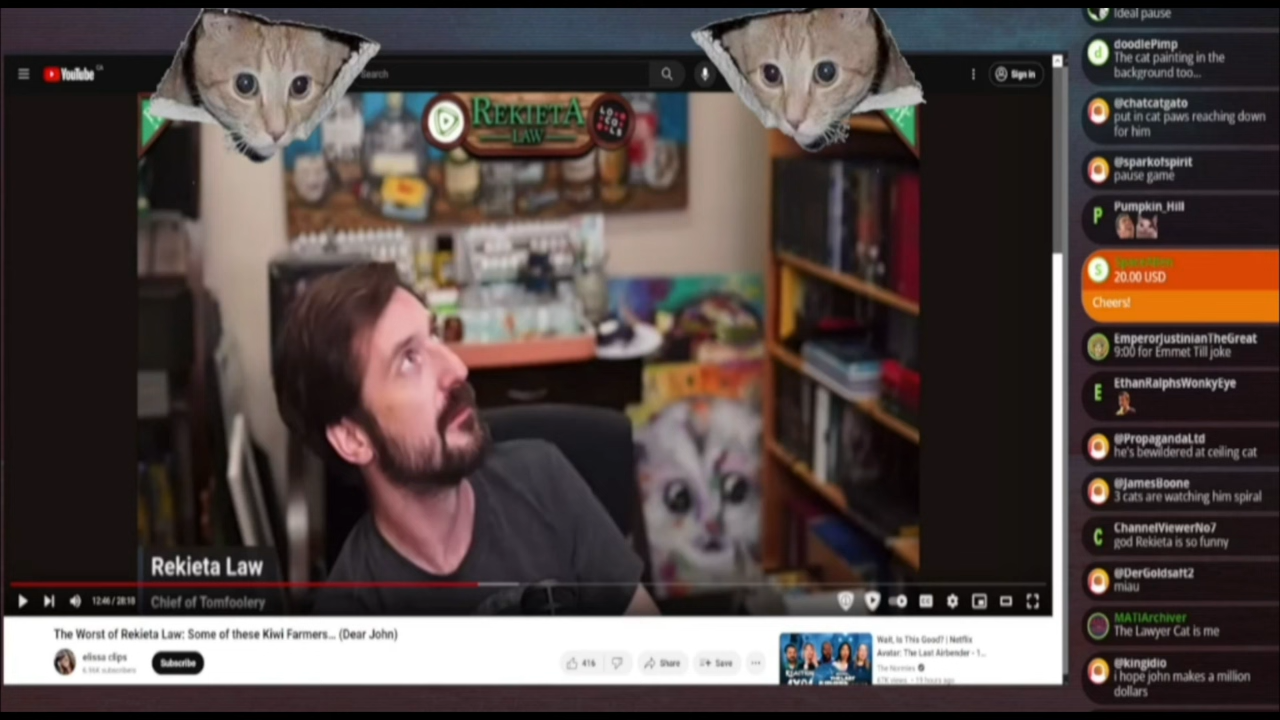 YouTube
CA
Search
Sign in
REKIETA
LAW
LO
CA
LS
Rekieta Law
Chief of Tomfoolery
12:46 / 28:18
The Worst of Rekieta Law: Some of these Kiwi Farmers... (Dear John)
elissa clips
Subscribe
416
Share
Save
Wait, Is This Good? | Netflix
Avatar: The Last Airbender - 1...
The Normies
Ideal pause
doodlePimp
The cat painting in the
background too...
@chatcatgato
put in cat paws reaching down
for him
@sparkofspirit
pause game
P
Pumpkin_Hill
S
20.00 USD
Cheers!
EmperorJustinianTheGreat
9:00 for Emmet Till joke
E
EthanRalphsWonkyEye
@PropagandaLtd
he's bewildered at ceiling cat
@JamesBoone
3 cats are watching him spiral
C
ChannelViewerNo7
god Rekieta is so funny
@DerGoldsaft2
miau
MATIArchiver
The Lawyer Cat is me
@kingidio
i hope john makes a million
dollars